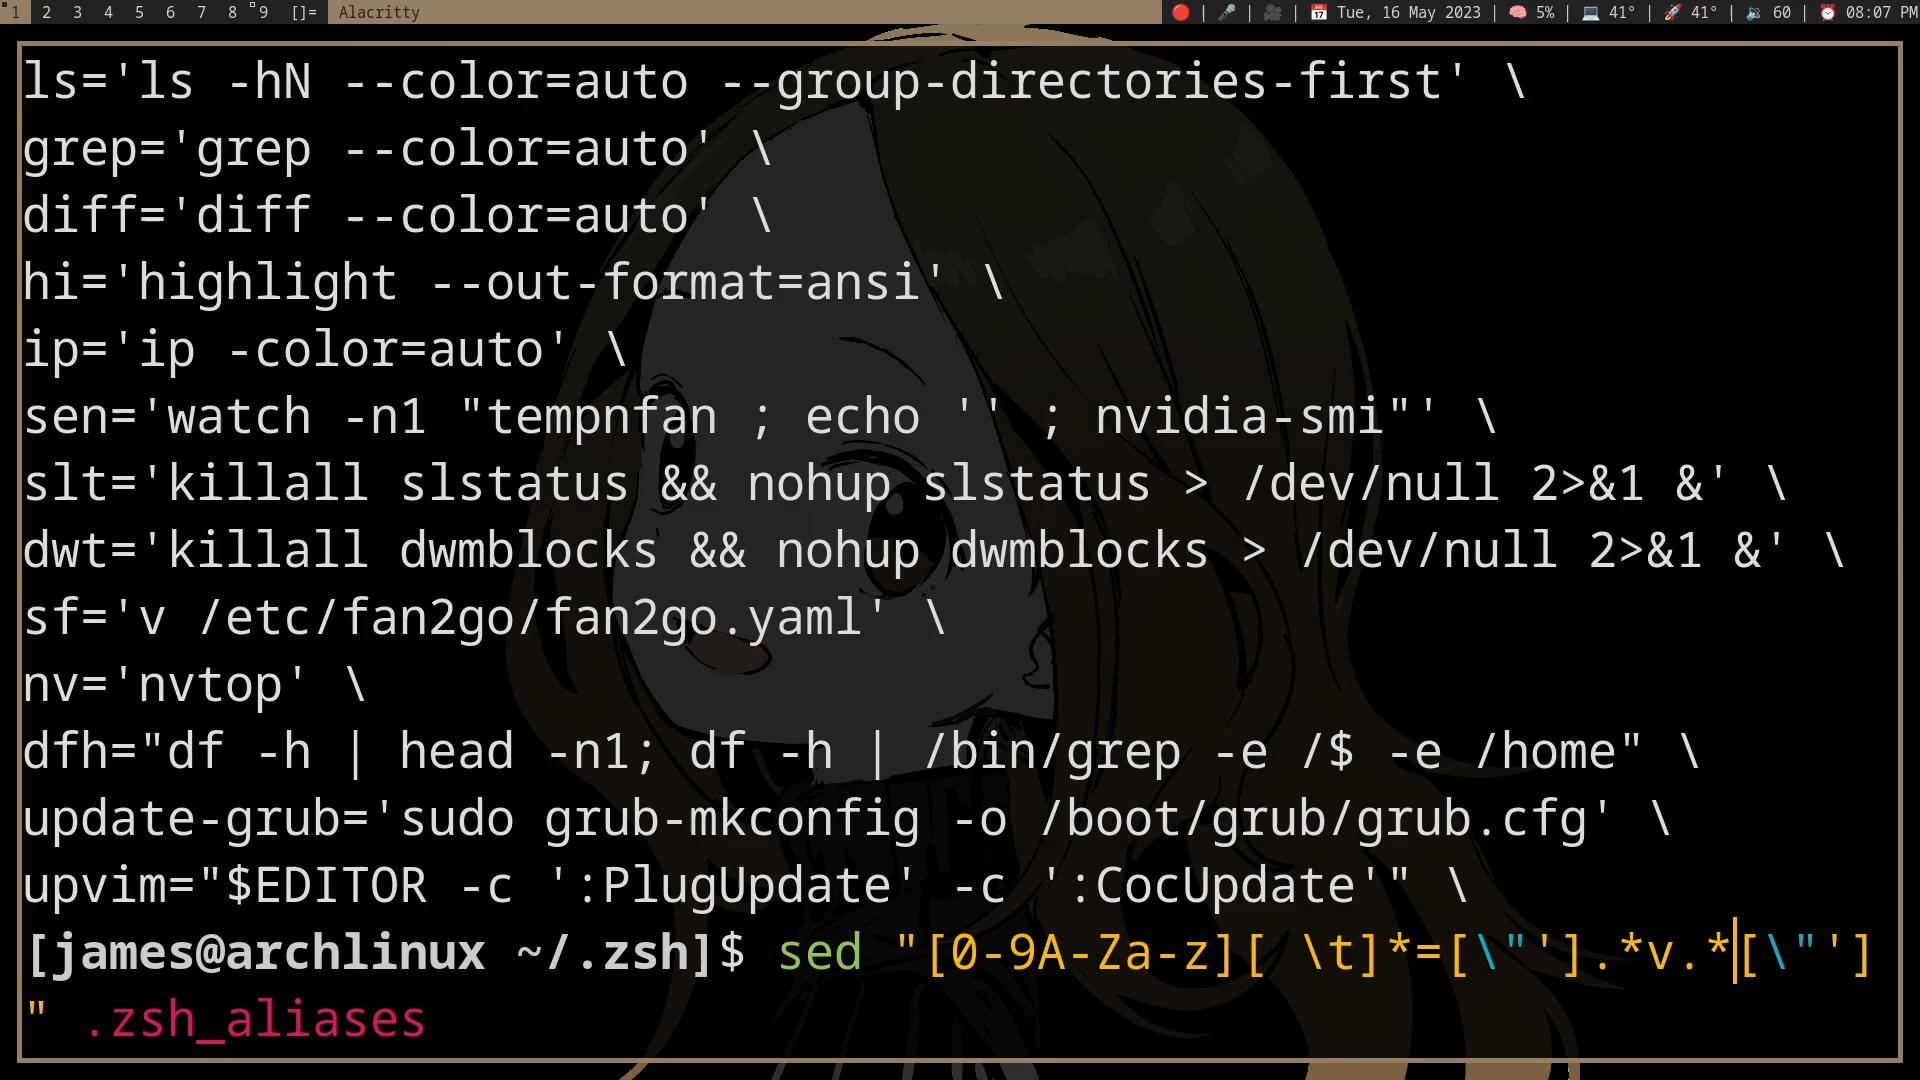 1 2 3 4 5 6 7 8 9 []= Alacritty | | | Tue, 16 May 2023 | 5% | 41° | 41° | 60 | 08:07 PM
ls='ls -hN --color=auto --group-directories-first' \
grep='grep --color=auto' \
diff='diff --color=auto' \
hi='highlight --out-format=ansi' \
ip='ip -color=auto' \
sen='watch -n1 "tempnfan ; echo '' ; nvidia-smi"' \
slt='killall slstatus && nohup slstatus > /dev/null 2>&1 &' \
dwt='killall dwmblocks && nohup dwmblocks > /dev/null 2>&1 &' \
sf='v /etc/fan2go/fan2go.yaml' \
nv='nvtop' \
dfh="df -h | head -n1; df -h | /bin/grep -e /$ -e /home" \
update-grub='sudo grub-mkconfig -o /boot/grub/grub.cfg' \
upvim="$EDITOR -c ':PlugUpdate' -c ':CocUpdate'" \
[james@archlinux ~/.zsh]$ sed "[0-9A-Za-z][ \t]*=[\"'].*v.*[\"']
" .zsh_aliases